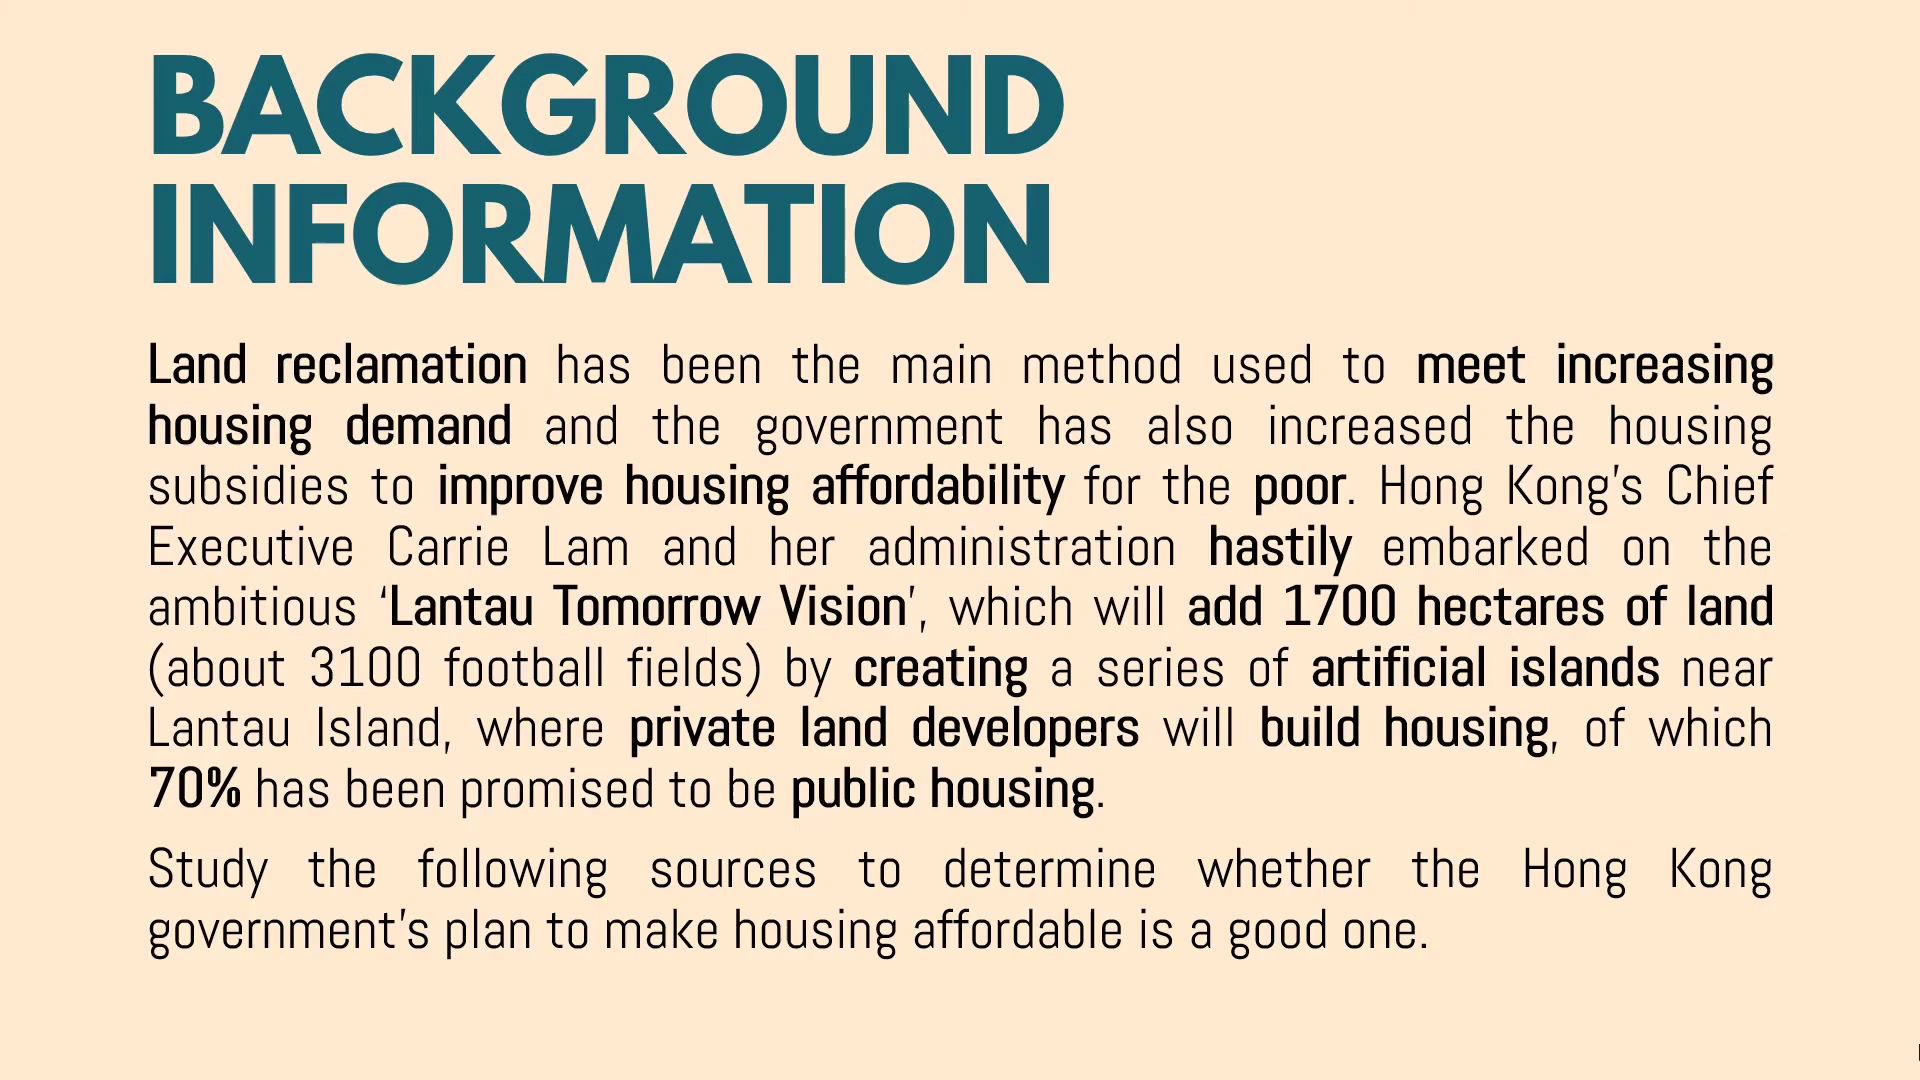 BACKGROUND
INFORMATION
Land reclamation has been the main method used to meet increasing
housing demand and the government has also increased the housing
subsidies to improve housing affordability for the poor. Hong Kong’s Chief
Executive Carrie Lam and her administration hastily embarked on the
ambitious ‘Lantau Tomorrow Vision’, which will add 1700 hectares of land
(about 3100 football fields) by creating a series of artificial islands near
Lantau Island, where private land developers will build housing, of which
70% has been promised to be public housing.
Study the following sources to determine whether the Hong Kong
government’s plan to make housing affordable is a good one.